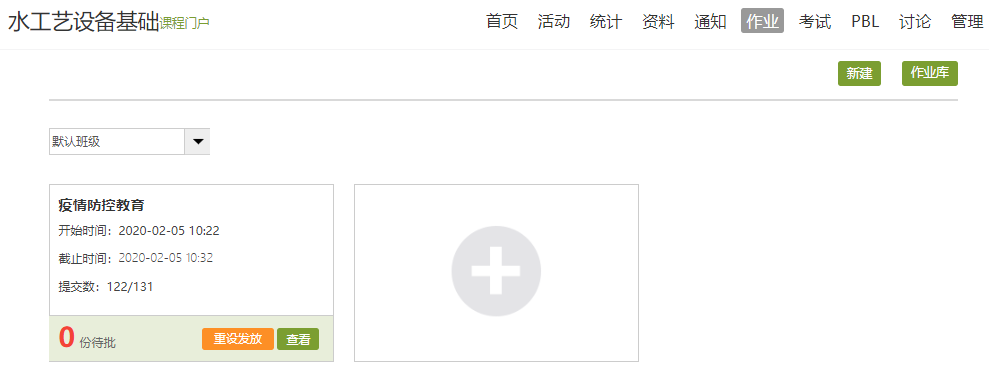 水工艺设备基础课程门户 首页 活动 统计 资料 通知 作业 考试 PBL 讨论 管理
新建 作业库
默认班级
疫情防控教育
开始时间：2020-02-05 10:22
截止时间：2020-02-05 10:32
提交数：122/131
0 份待批 重设发放 查看